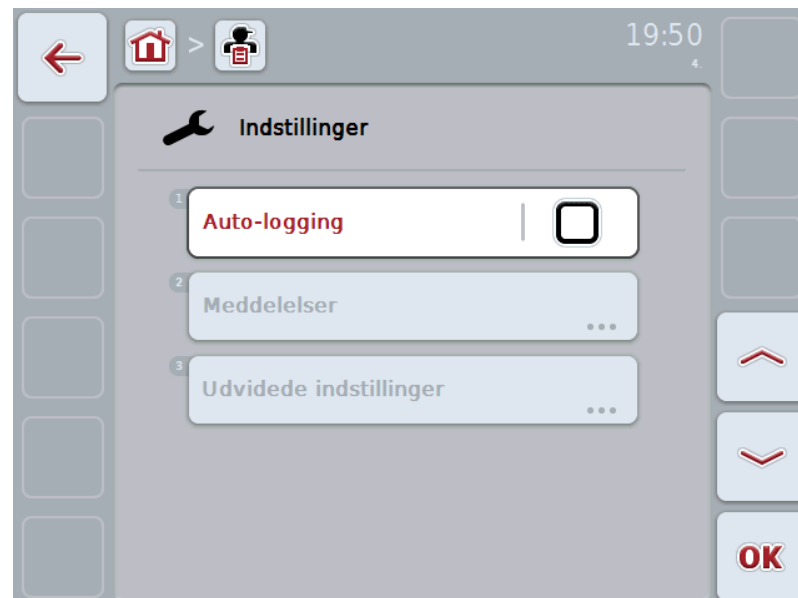 >
19:50
4.
Indstillinger
1
Auto-logging
2
Meddelelser
...
3
Udvidede indstillinger
...
OK